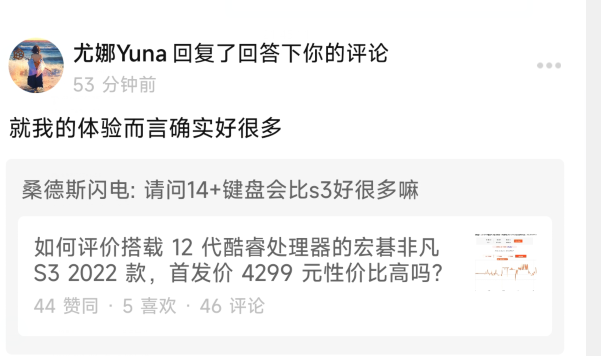 尤娜Yuna 回复了回答下你的评论
53 分钟前
就我的体验而言确实好很多
桑德斯闪电: 请问14+键盘会比s3好很多嘛
如何评价搭载 12 代酷睿处理器的宏碁非凡
S3 2022 款，首发价 4299 元性价比高吗?
44 赞同 · 5 喜欢 · 46 评论